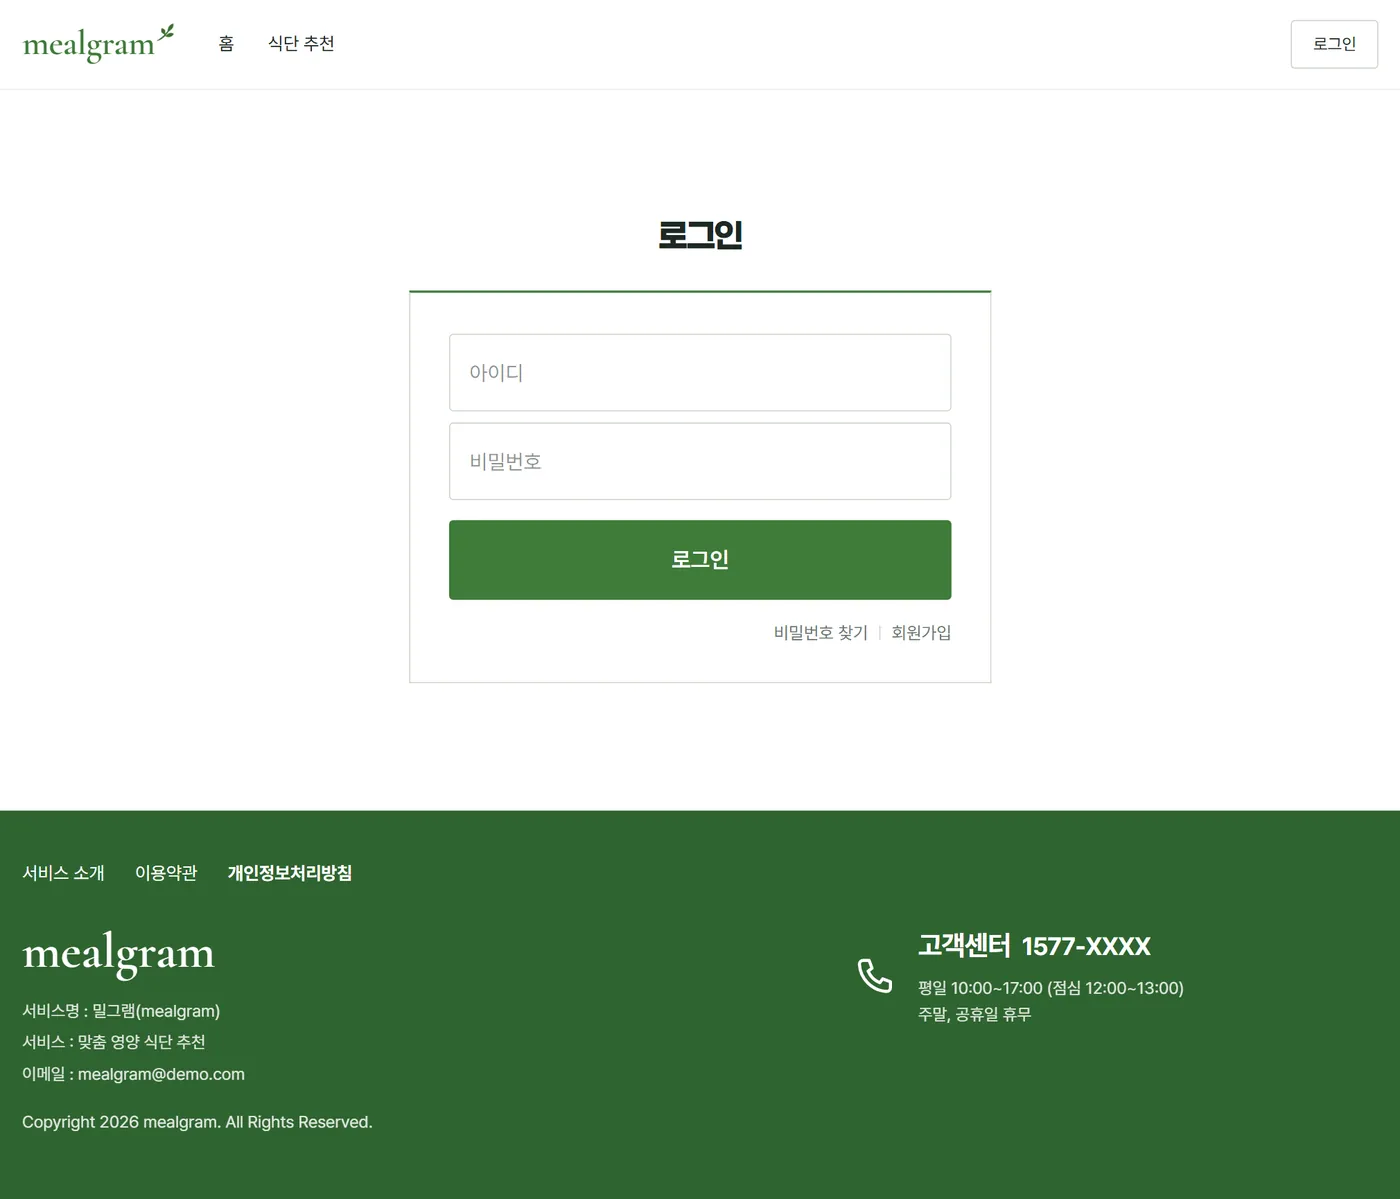 mealgram 홈 식단 추천 로그인
로그인
아이디
비밀번호
로그인
비밀번호 찾기 | 회원가입
서비스 소개 이용약관 개인정보처리방침
mealgram
서비스명 : 밀그램(mealgram)
서비스 : 맞춤 영양 식단 추천
이메일 : mealgram@demo.com
Copyright 2026 mealgram. All Rights Reserved.
고객센터 1577-XXXX
평일 10:00~17:00 (점심 12:00~13:00)
주말, 공휴일 휴무